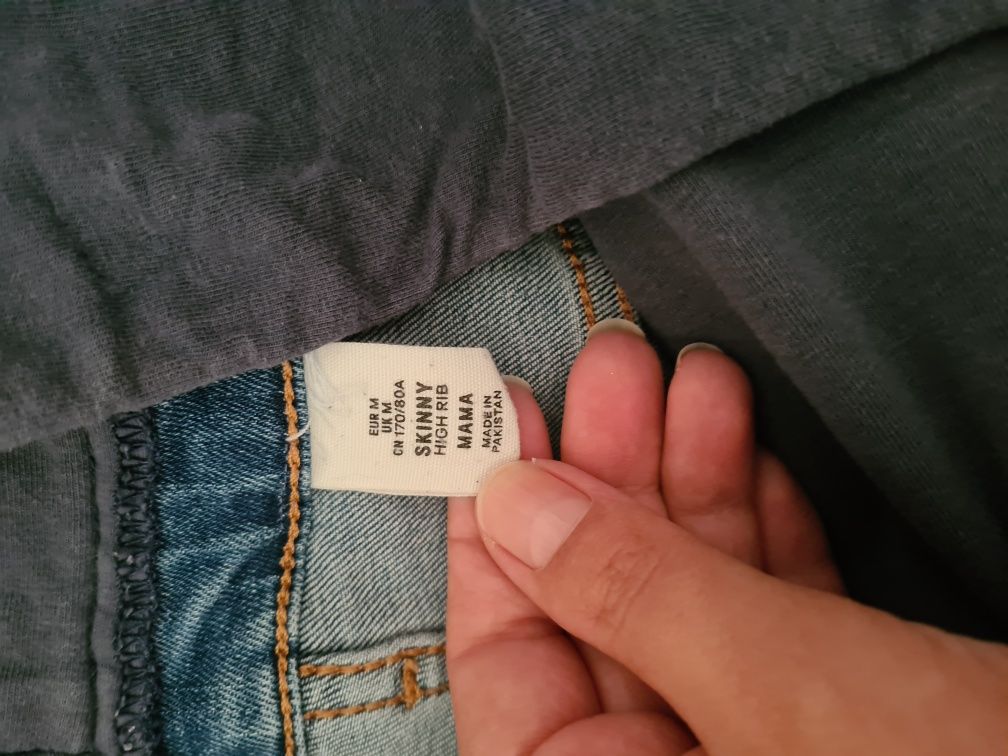 EUR M
UK M
CN 170/80A
SKINNY
HIGH RIB
MAMA
MADE IN
PAKISTAN